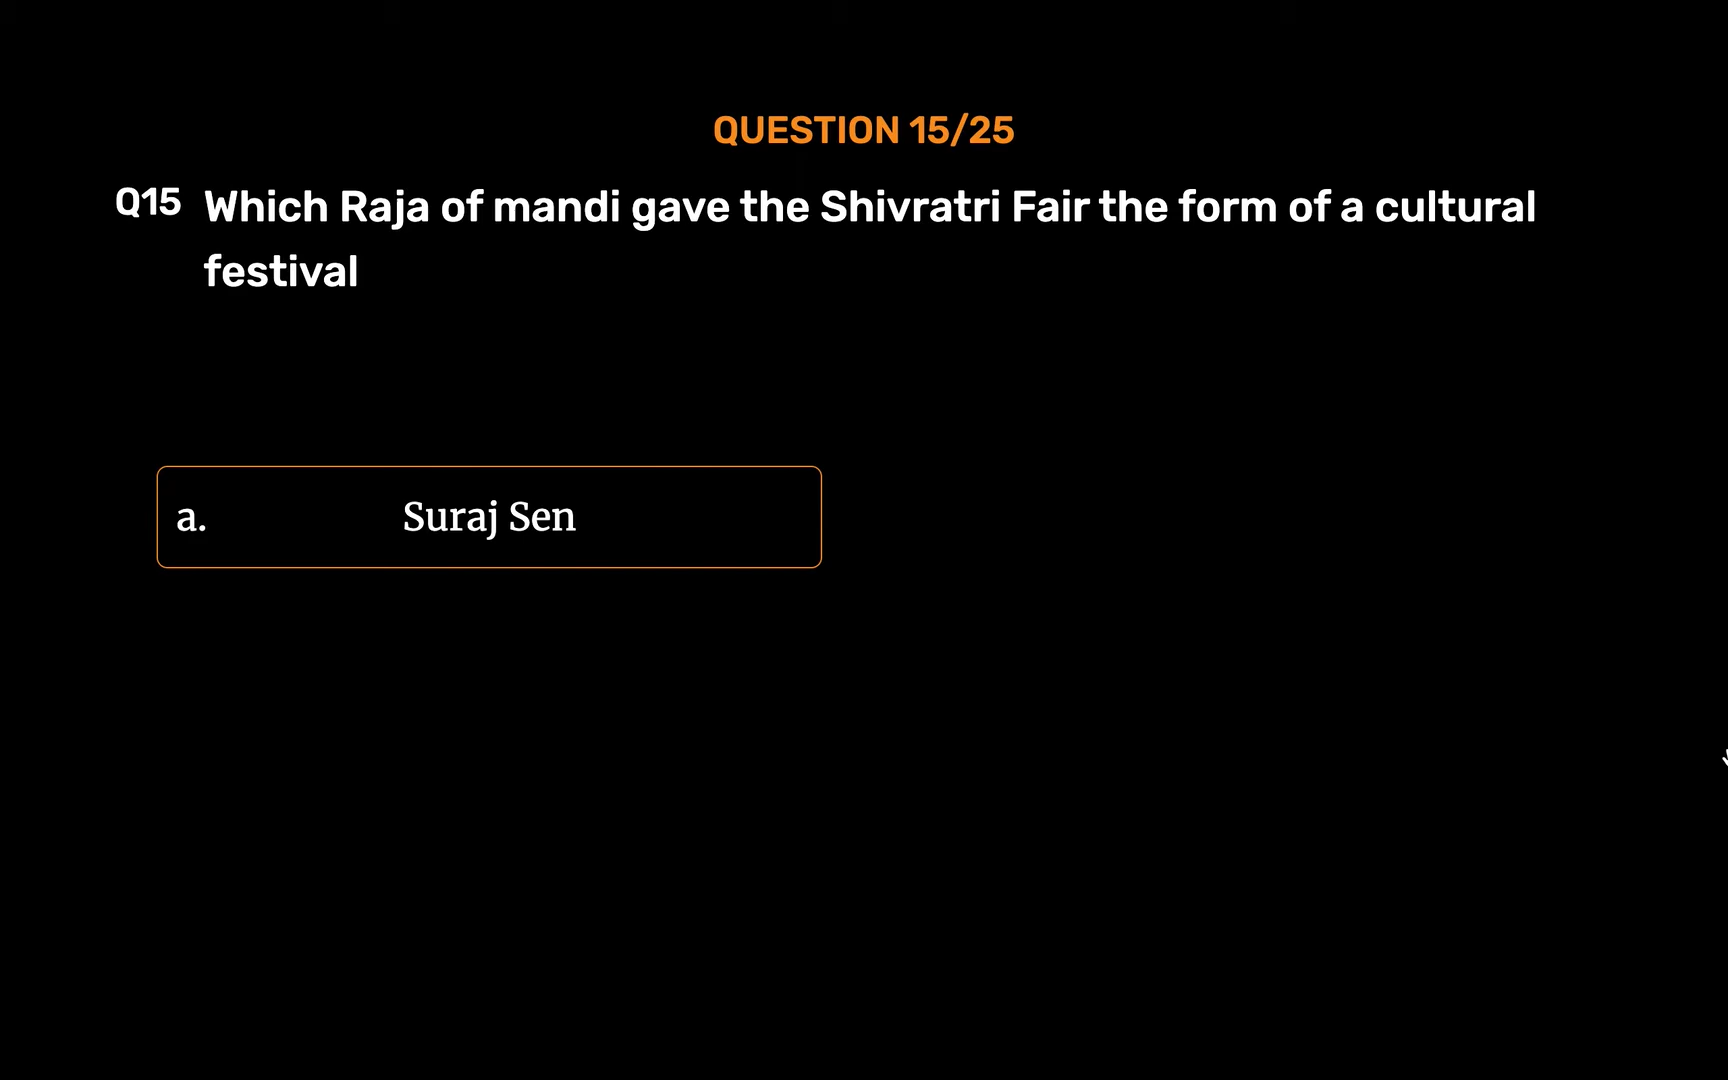 QUESTION 15/25
Q15 Which Raja of mandi gave the Shivratri Fair the form of a cultural
festival
a. Suraj Sen